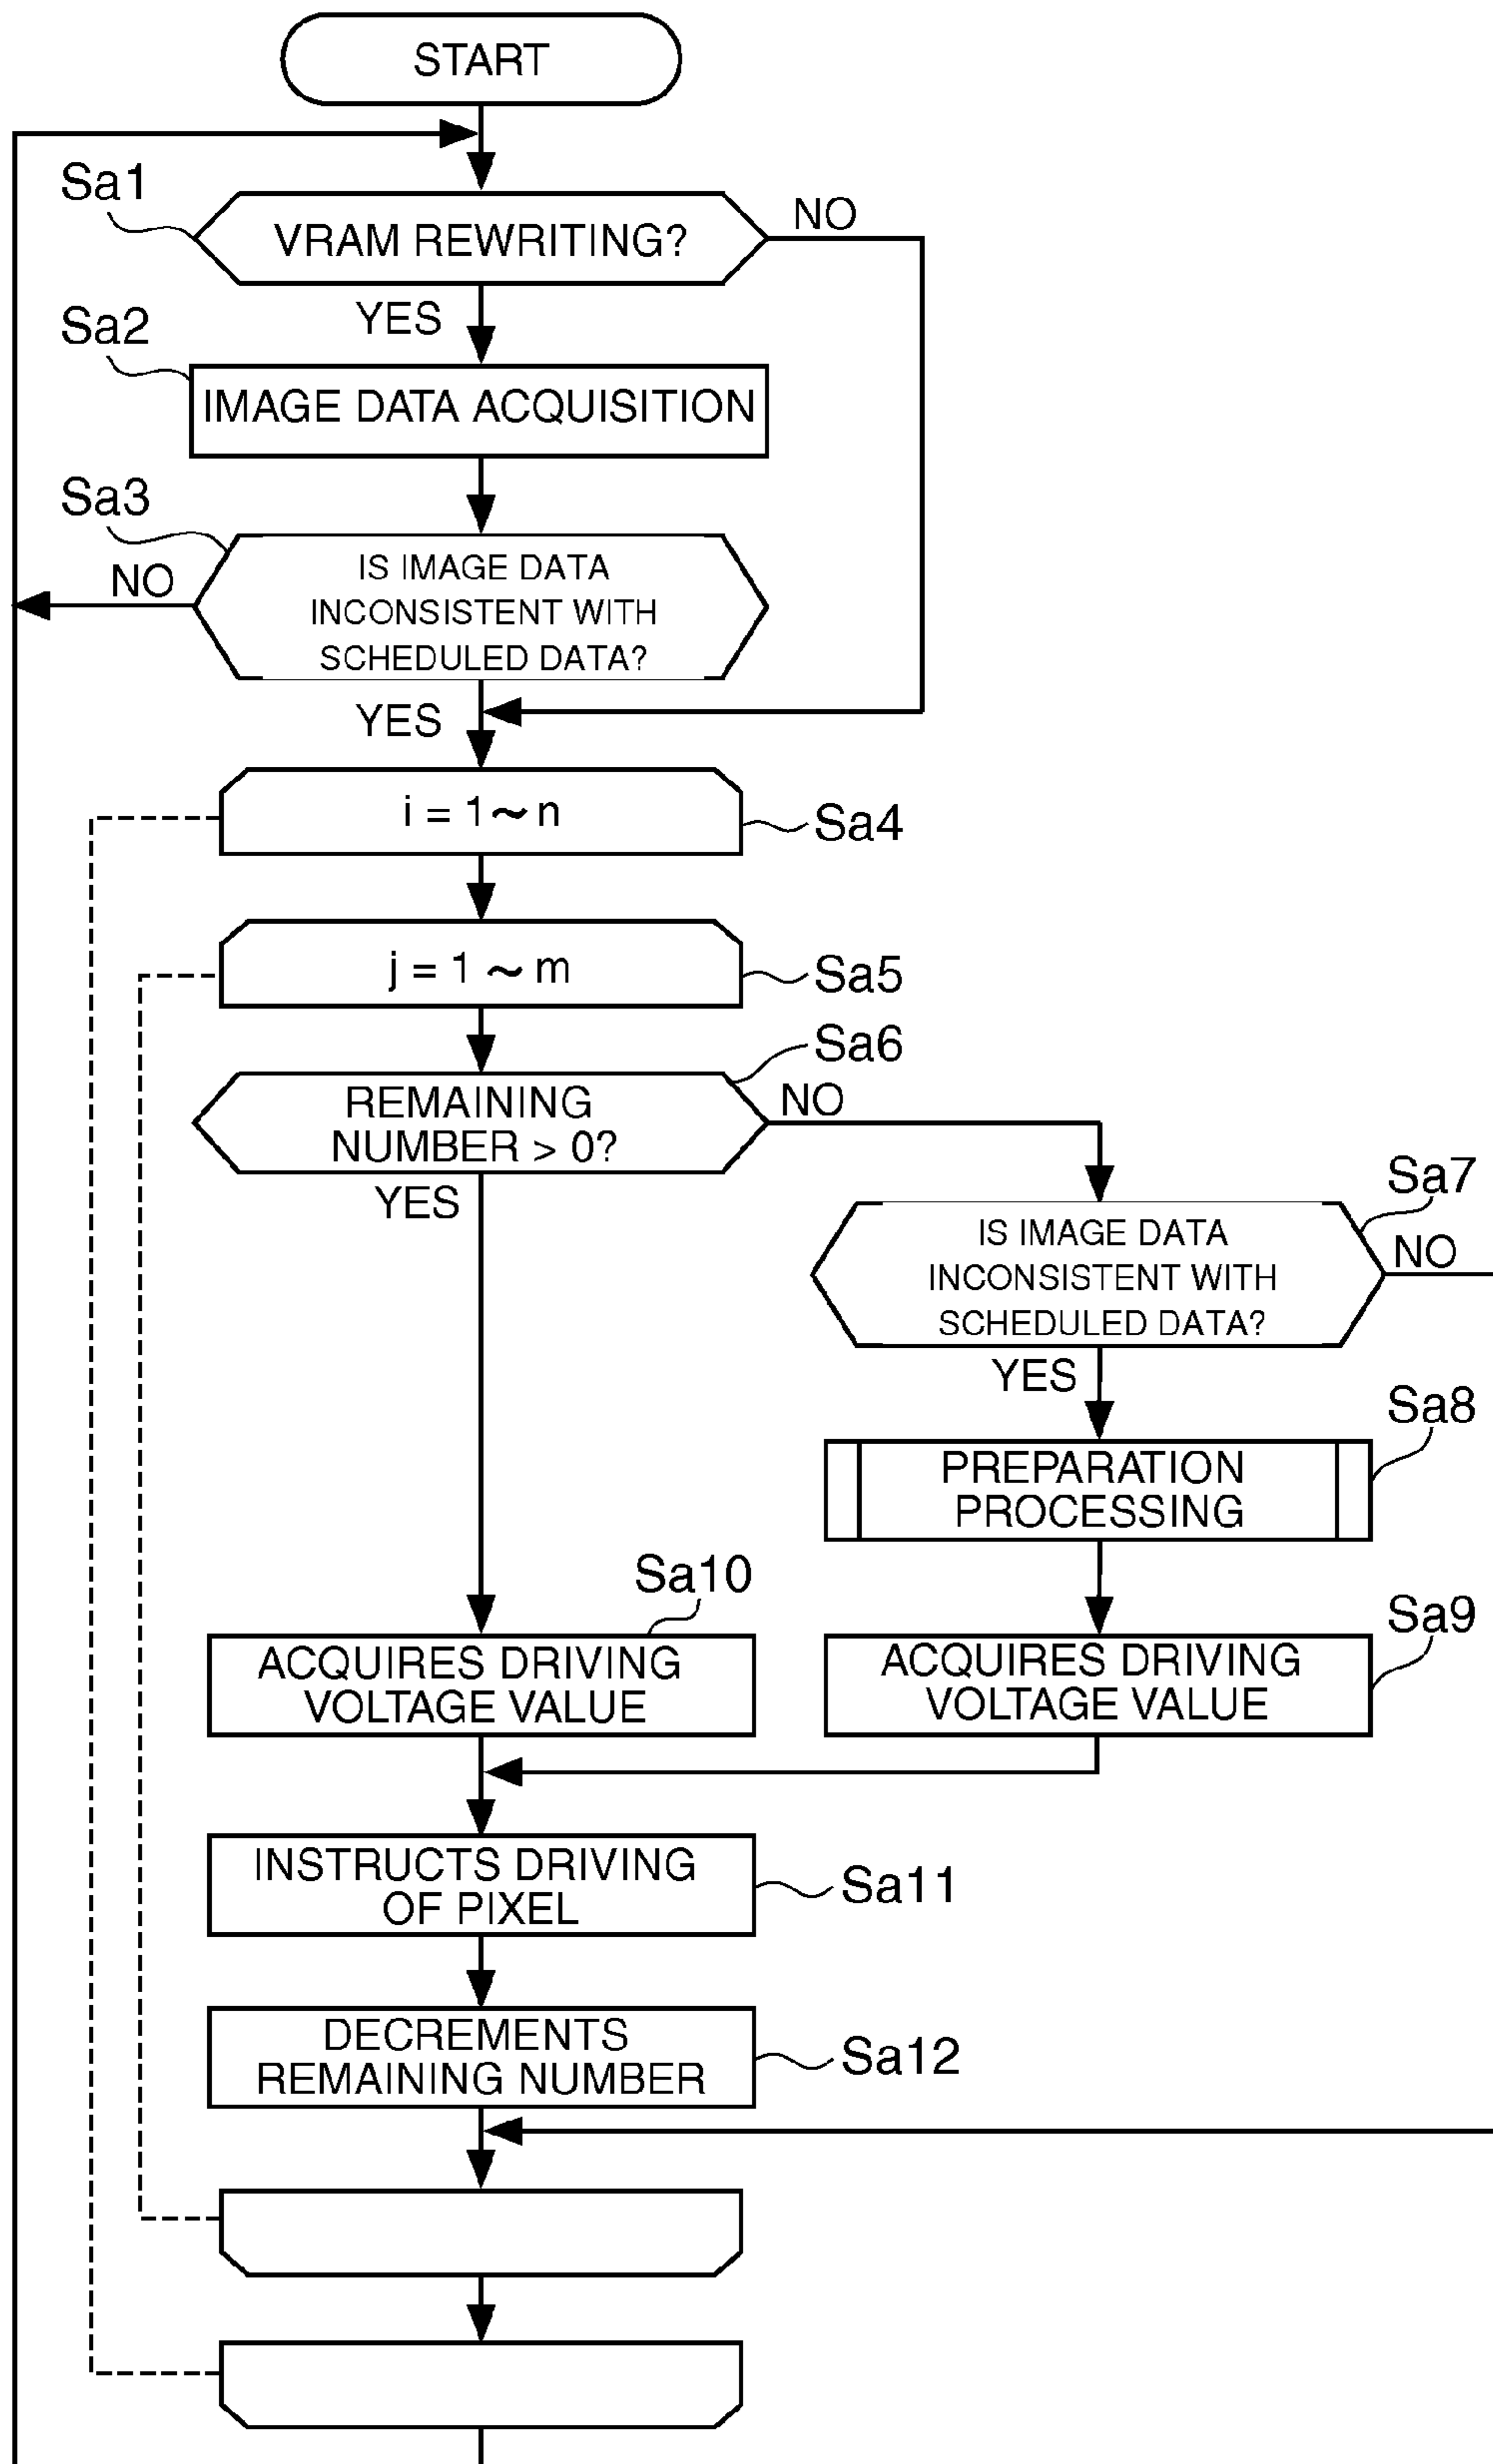 START
Sa1
VRAM REWRITING?
NO
YES
Sa2
IMAGE DATA ACQUISITION
Sa3
NO
IS IMAGE DATA
INCONSISTENT WITH
SCHEDULED DATA?
YES
i = 1~n
Sa4
j = 1 ~ m
Sa5
Sa6
REMAINING
NUMBER > 0?
NO
YES
Sa7
IS IMAGE DATA
INCONSISTENT WITH
SCHEDULED DATA?
NO
YES
Sa8
PREPARATION
PROCESSING
Sa10
ACQUIRES DRIVING
VOLTAGE VALUE
Sa9
ACQUIRES DRIVING
VOLTAGE VALUE
INSTRUCTS DRIVING
OF PIXEL
Sa11
DECREMENTS
REMAINING NUMBER
Sa12